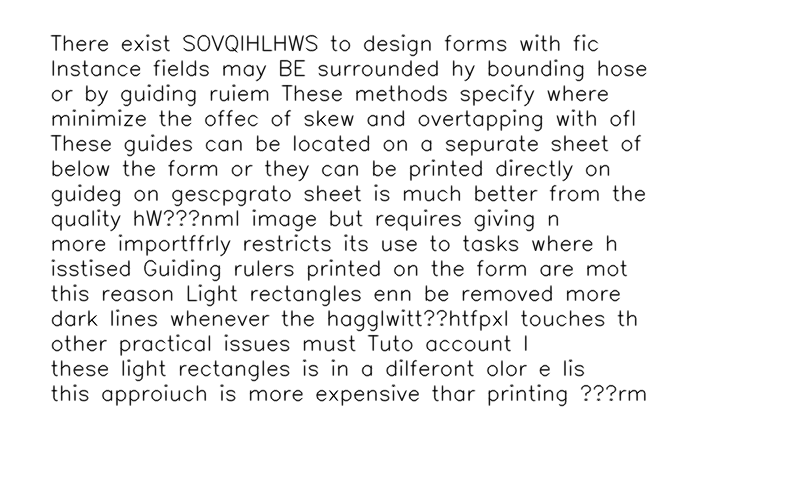 There exist SOVQIHLHWS to design forms with fic
Instance fields may BE surrounded hy bounding hose
or by guiding ruiem These methods specify where
minimize the offec of skew and overtapping with ofl
These guides can be located on a sepurate sheet of
below the form or they can be printed directly on
guideg on gescpgrato sheet is much better from the
quality hW???nml image but requires giving n
more importffrly restricts its use to tasks where h
isstised Guiding rulers printed on the form are mot
this reason Light rectangles enn be removed more
dark lines whenever the hagglwitt??htfpxl touches th
other practical issues must Tuto account l
these light rectangles is in a dilferont olor e lis
this approiuch is more expensive thar printing ???rm